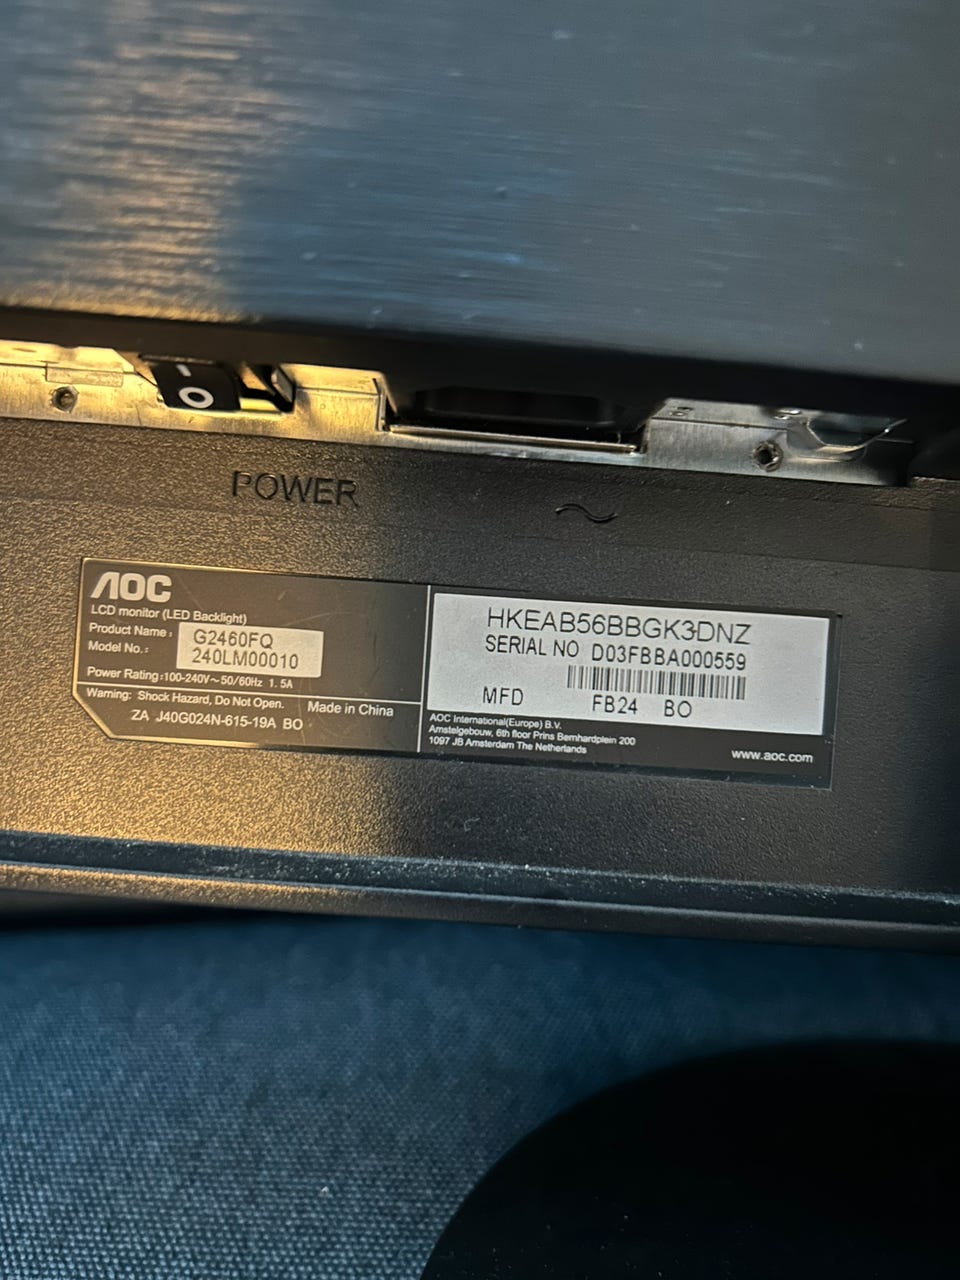 POWER
AOC
LCD monitor (LED Backlight)
Product Name : G2460FQ
Model No. : 240LM00010
Power Rating :100-240V～50/60Hz 1. 5A
Warning: Shock Hazard, Do Not Open.
Made in China
ZA J40G024N-615-19A BO
HKEAB56BBGK3DNZ
SERIAL NO D03FBBA000559
MFD FB24 BO
AOC International(Europe) B.V.
Amstelgebouw, 6th floor Prins Bernhardplein 200
1097 JB Amsterdam The Netherlands
www.aoc.com